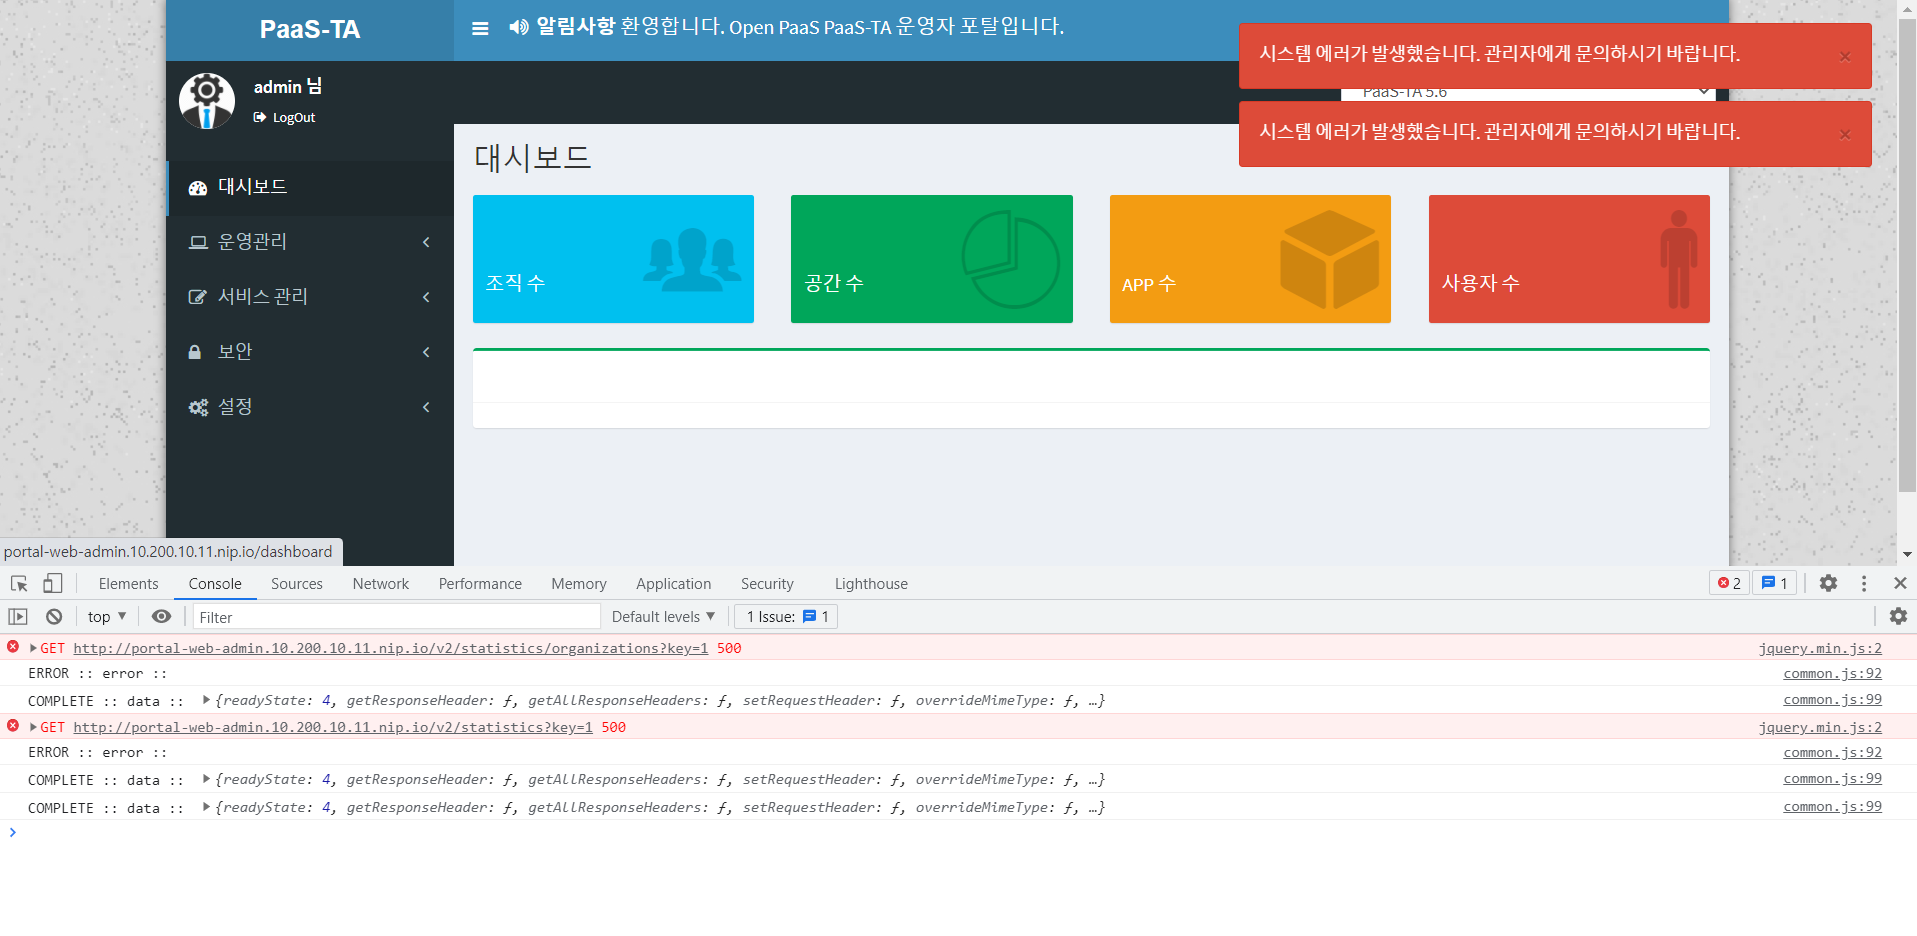 PaaS-TA
알림사항 환영합니다. Open PaaS PaaS-TA 운영자 포탈입니다.
시스템 에러가 발생했습니다. 관리자에게 문의하시기 바랍니다. ×
admin 님
LogOut
PaaS-TA 5.6
시스템 에러가 발생했습니다. 관리자에게 문의하시기 바랍니다. ×
대시보드
대시보드
운영관리
서비스 관리
보안
설정
조직 수
공간 수
APP 수
사용자 수
portal-web-admin.10.200.10.11.nip.io/dashboard
Elements Console Sources Network Performance Memory Application Security Lighthouse 2 1
top Filter Default levels 1 Issue: 1
GET http://portal-web-admin.10.200.10.11.nip.io/v2/statistics/organizations?key=1 500 jquery.min.js:2
ERROR :: error :: common.js:92
COMPLETE :: data :: {readyState: 4, getResponseHeader: ƒ, getAllResponseHeaders: ƒ, setRequestHeader: ƒ, overrideMimeType: ƒ, …} common.js:99
GET http://portal-web-admin.10.200.10.11.nip.io/v2/statistics?key=1 500 jquery.min.js:2
ERROR :: error :: common.js:92
COMPLETE :: data :: {readyState: 4, getResponseHeader: ƒ, getAllResponseHeaders: ƒ, setRequestHeader: ƒ, overrideMimeType: ƒ, …} common.js:99
COMPLETE :: data :: {readyState: 4, getResponseHeader: ƒ, getAllResponseHeaders: ƒ, setRequestHeader: ƒ, overrideMimeType: ƒ, …} common.js:99